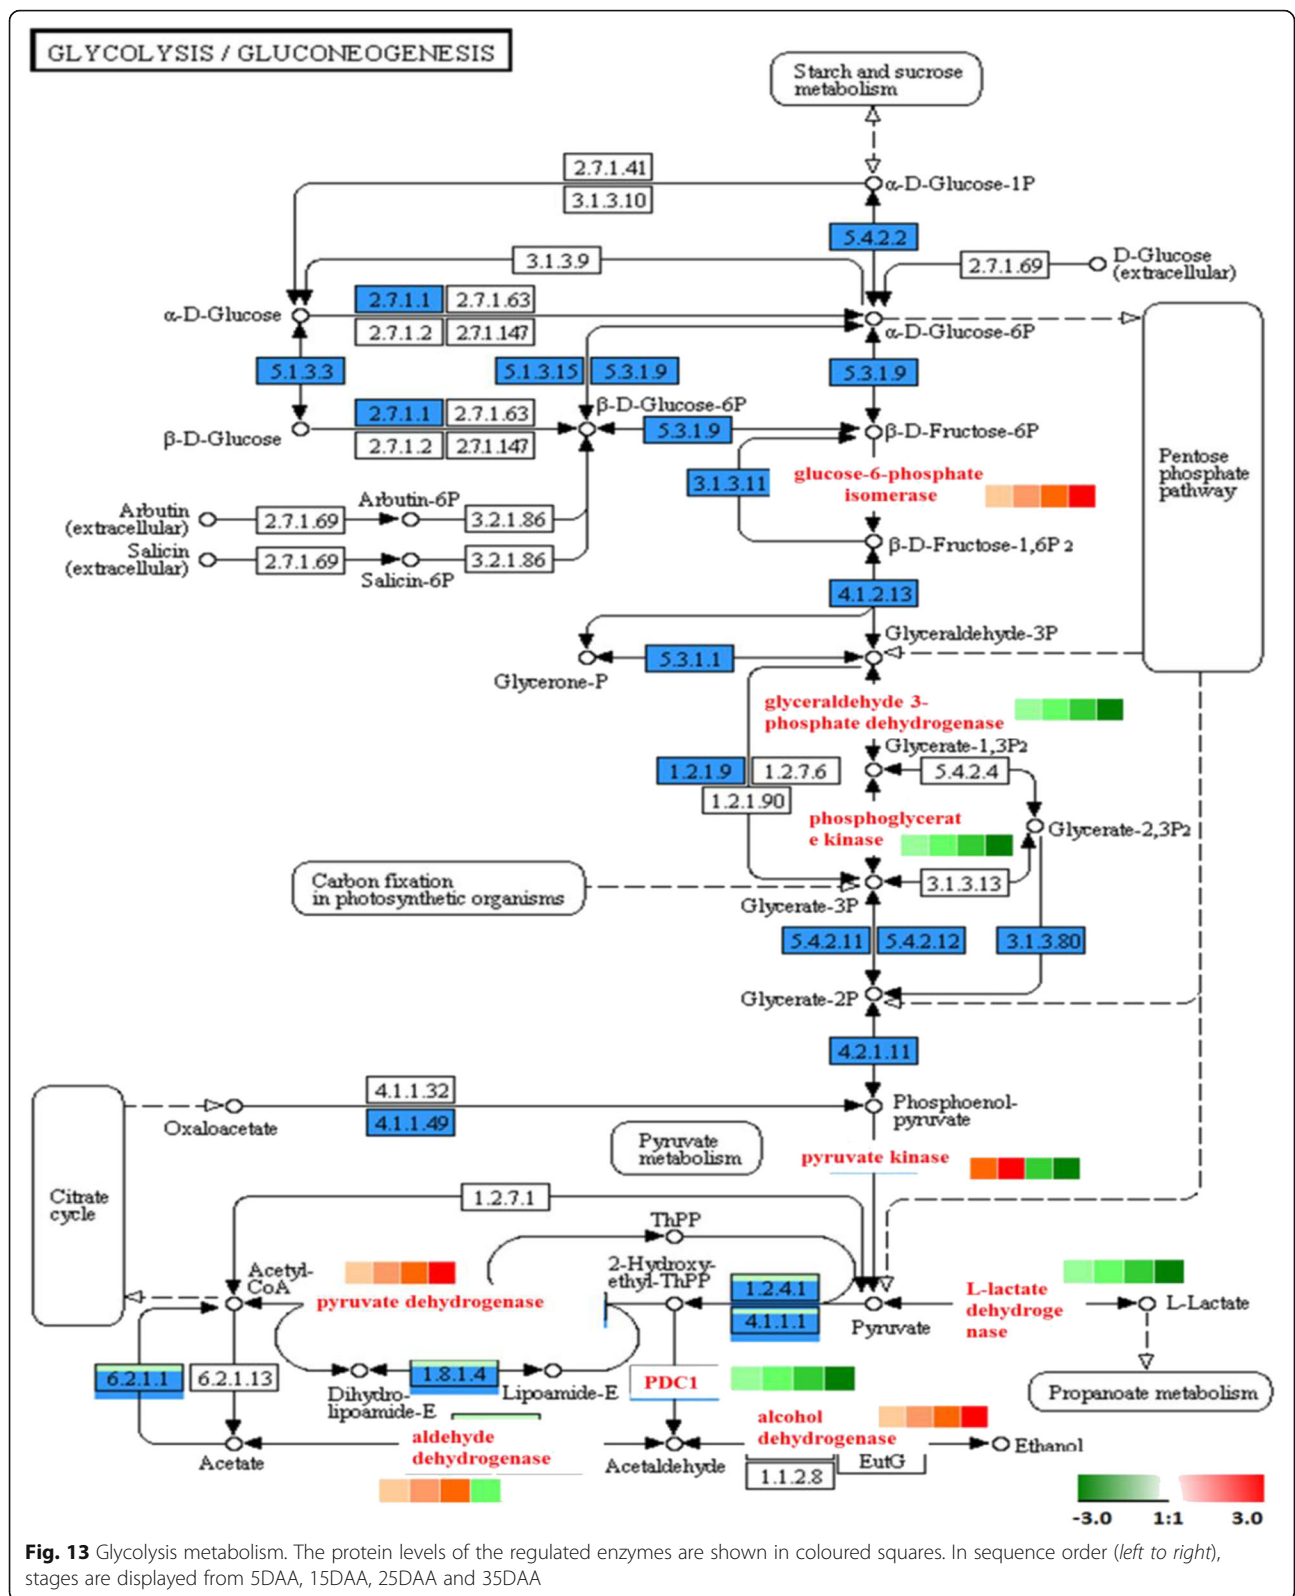 GLYCOLYSIS / GLUCONEOGENESIS
Starch and sucrose
metabolism
2.7.1.41
3.1.3.10
α-D-Glucose-1P
5.4.2.2
3.1.3.9
2.7.1.69
D-Glucose
(extracellular)
α-D-Glucose
2.7.1.1
2.7.1.63
2.7.1.2
2.7.1.147
α-D-Glucose-6P
5.1.3.3
5.1.3.15
5.3.1.9
5.3.1.9
β-D-Glucose
2.7.1.1
2.7.1.63
2.7.1.2
2.7.1.147
β-D-Glucose-6P
5.3.1.9
β-D-Fructose-6P
Pentose
phosphate
pathway
3.1.3.11
glucose-6-phosphate
isomerase
Arbutin
(extracellular)
2.7.1.69
Arbutin-6P
3.2.1.86
Salicin
(extracellular)
2.7.1.69
Salicin-6P
3.2.1.86
β-D-Fructose-1,6P2
4.1.2.13
Glyceraldehyde-3P
5.3.1.1
Glycerone-P
glyceraldehyde 3-
phosphate dehydrogenase
Glycerate-1,3P2
1.2.1.9
1.2.7.6
1.2.1.90
5.4.2.4
phosphoglycerat
e kinase
Glycerate-2,3P2
Carbon fixation
in photosynthetic organisms
3.1.3.13
Glycerate-3P
5.4.2.11
5.4.2.12
3.1.3.80
Glycerate-2P
4.2.1.11
4.1.1.32
4.1.1.49
Oxaloacetate
Phosphoenol-
pyruvate
Pyruvate
metabolism
pyruvate kinase
Citrate
cycle
1.2.7.1
ThPP
Acetyl-
CoA
2-Hydroxy-
ethyl-ThPP
1.2.4.1
4.1.1.1
pyruvate dehydrogenase
Pyruvate
L-lactate
dehydroge
nase
L-Lactate
6.2.1.1
6.2.1.13
1.8.1.4
Dihydro-
lipoamide-E
Lipoamide-E
PDC1
Propanoate metabolism
alcohol
dehydrogenase
aldehyde
dehydrogenase
Acetate
Acetaldehyde
Ethanol
EutG
1.1.2.8
-3.0 1:1 3.0
Fig. 13 Glycolysis metabolism. The protein levels of the regulated enzymes are shown in coloured squares. In sequence order (left to right),
stages are displayed from 5DAA, 15DAA, 25DAA and 35DAA